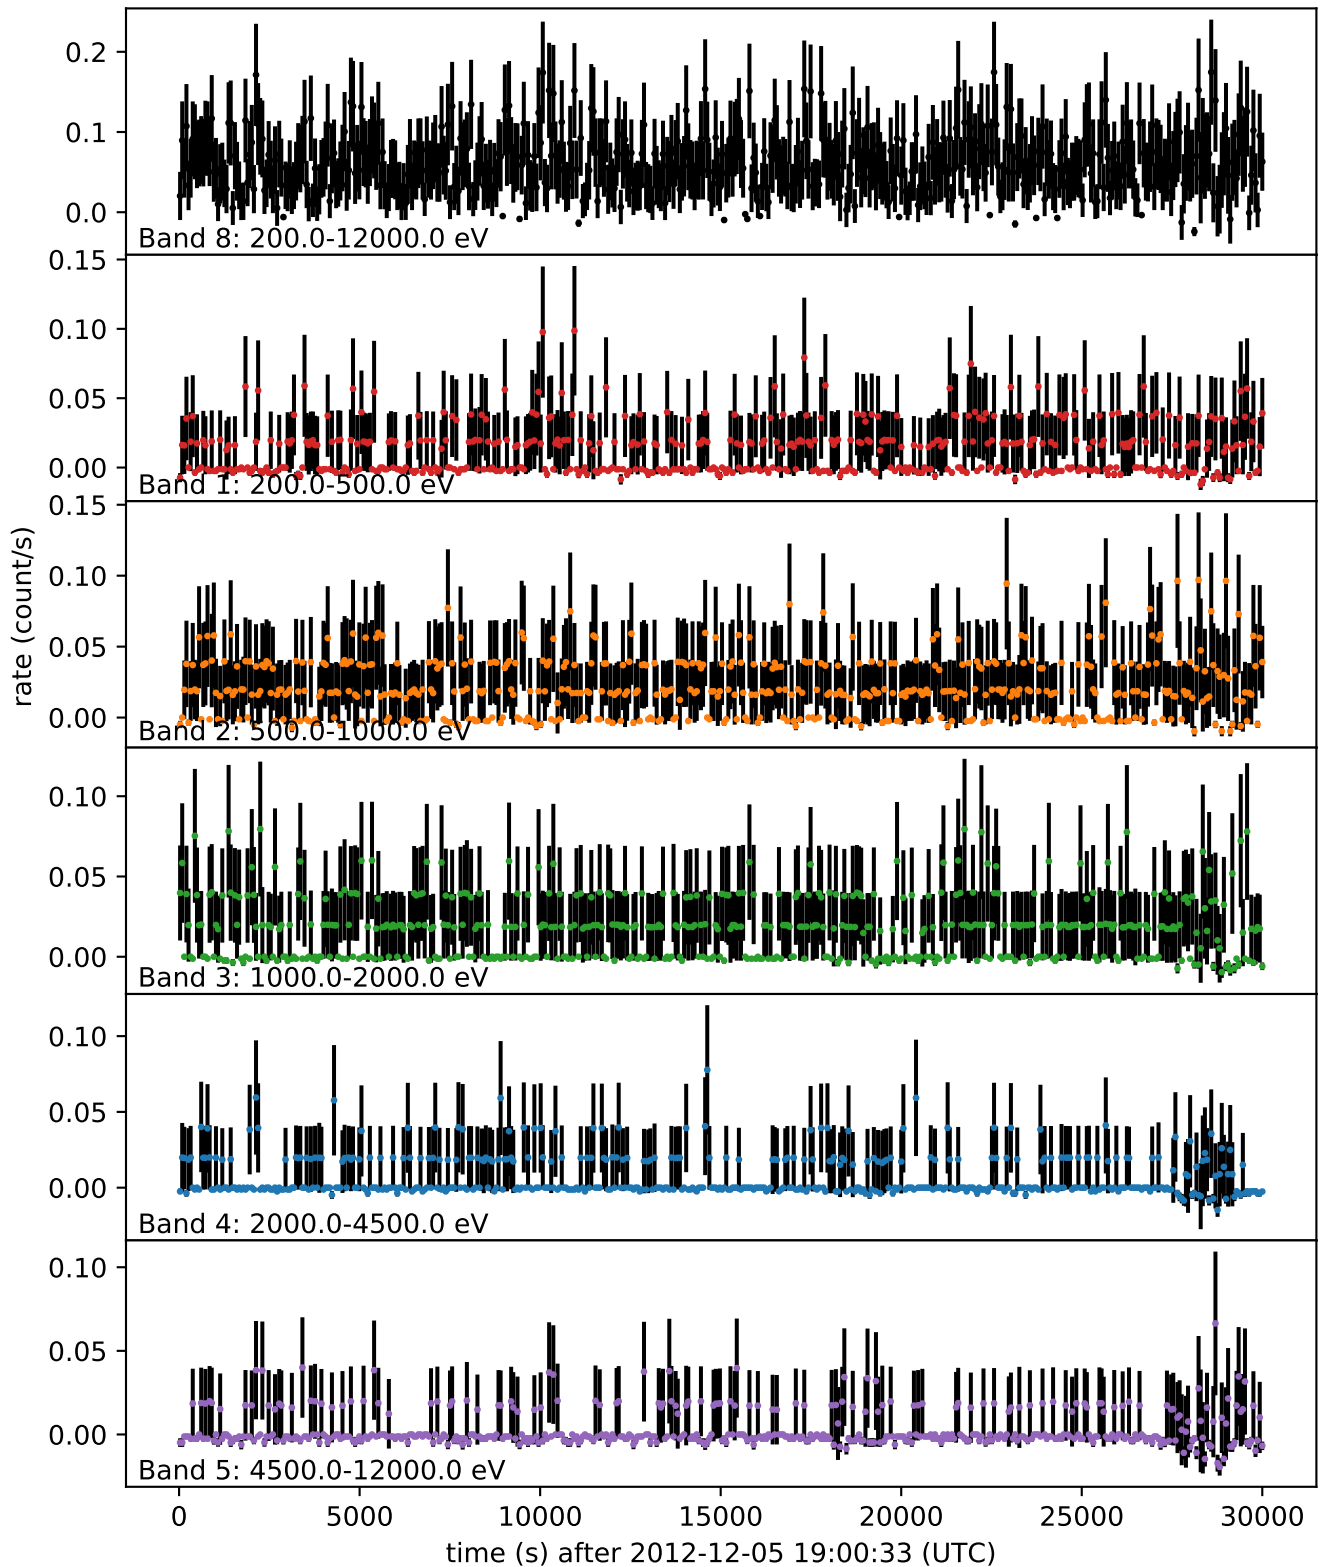 0.2
0.1
0.0
Band 8: 200.0-12000.0 eV
0.15
0.10
0.05
0.00
Band 1: 200.0-500.0 eV
0.15
0.10
0.05
0.00
Band 2: 500.0-1000.0 eV
rate (count/s)
0.10
0.05
0.00
Band 3: 1000.0-2000.0 eV
0.10
0.05
0.00
Band 4: 2000.0-4500.0 eV
0.10
0.05
0.00
Band 5: 4500.0-12000.0 eV
0 5000 10000 15000 20000 25000 30000
time (s) after 2012-12-05 19:00:33 (UTC)